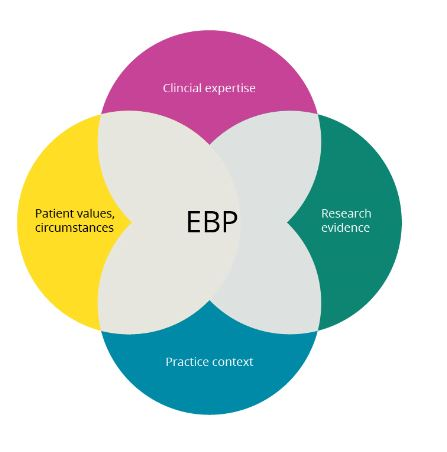 Clincial expertise
Patient values,
circumstances
EBP
Research
evidence
Practice context